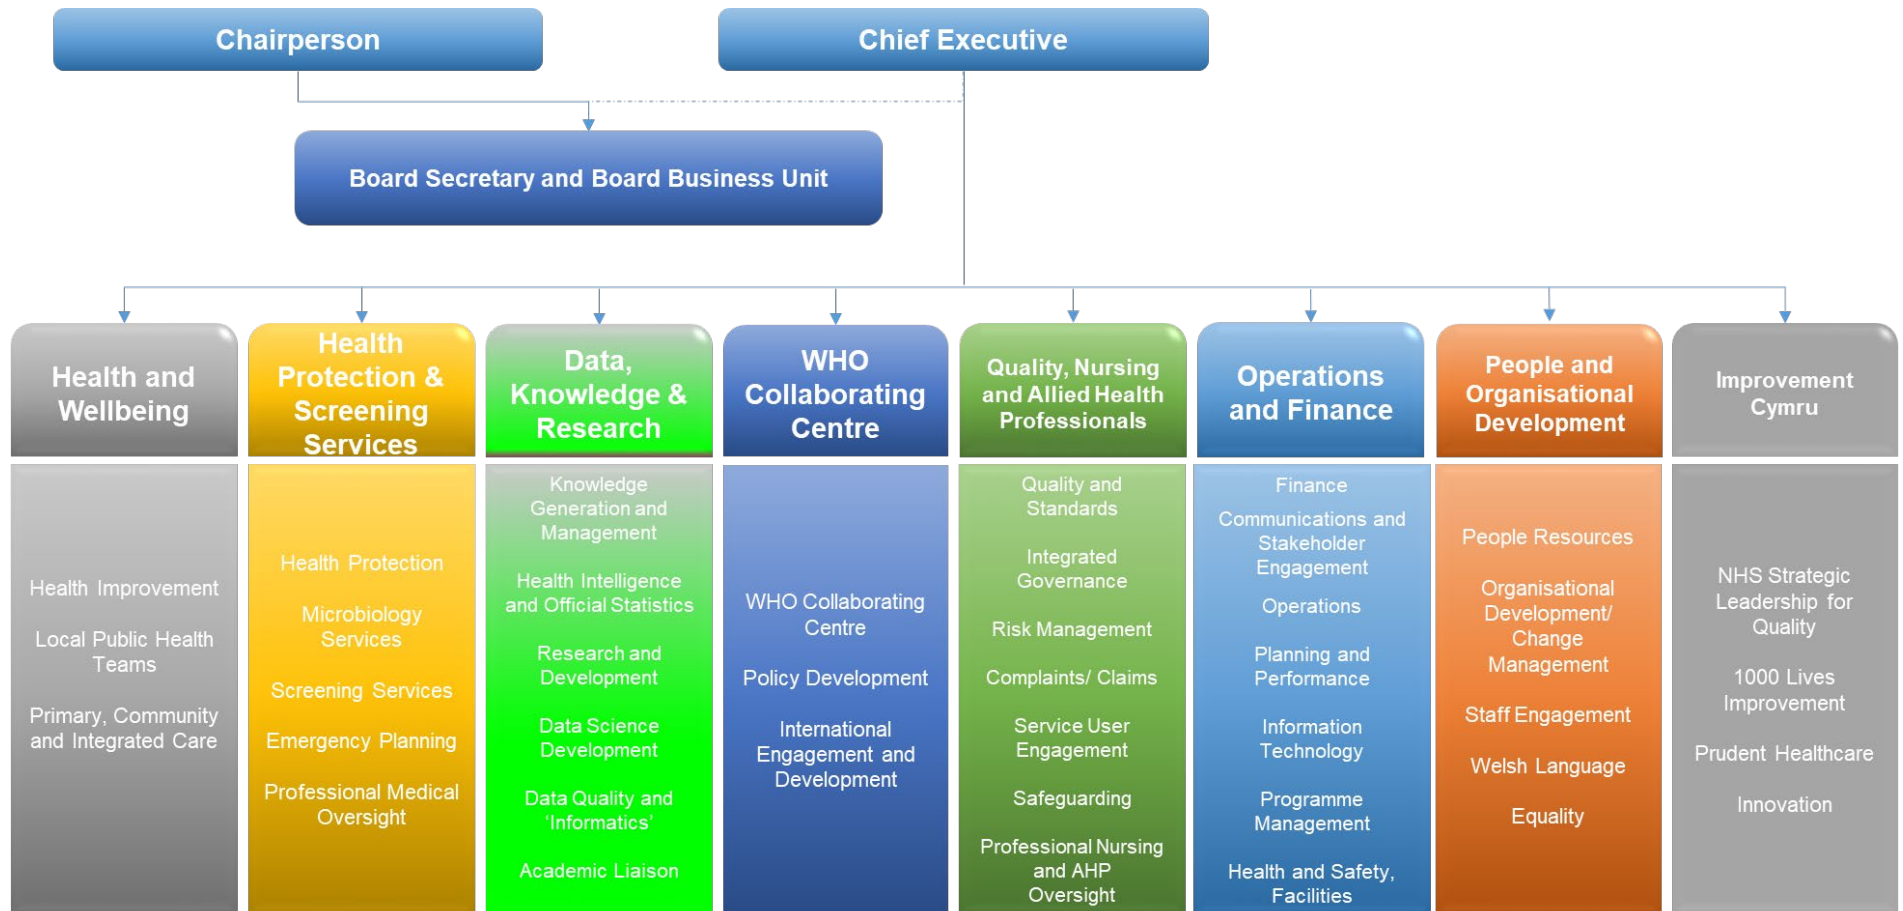 Chairperson
Chief Executive
Board Secretary and Board Business Unit
Health and
Wellbeing
Health
Protection &
Screening
Services
Data,
Knowledge &
Research
WHO
Collaborating
Centre
Quality, Nursing
and Allied Health
Professionals
Operations
and Finance
People and
Organisational
Development
Improvement
Cymru
Health Improvement
Local Public Health
Teams
Primary, Community
and Integrated Care
Health Protection
Microbiology
Services
Screening Services
Emergency Planning
Professional Medical
Oversight
Knowledge
Generation and
Management
Health Intelligence
and Official Statistics
Research and
Development
Data Science
Development
Data Quality and
‘Informatics’
Academic Liaison
WHO Collaborating
Centre
Policy Development
International
Engagement and
Development
Quality and
Standards
Integrated
Governance
Risk Management
Complaints/ Claims
Service User
Engagement
Safeguarding
Professional Nursing
and AHP
Oversight
Finance
Communications and
Stakeholder
Engagement
Operations
Planning and
Performance
Information
Technology
Programme
Management
Health and Safety,
Facilities
People Resources
Organisational
Development/
Change
Management
Staff Engagement
Welsh Language
Equality
NHS Strategic
Leadership for
Quality
1000 Lives
Improvement
Prudent Healthcare
Innovation